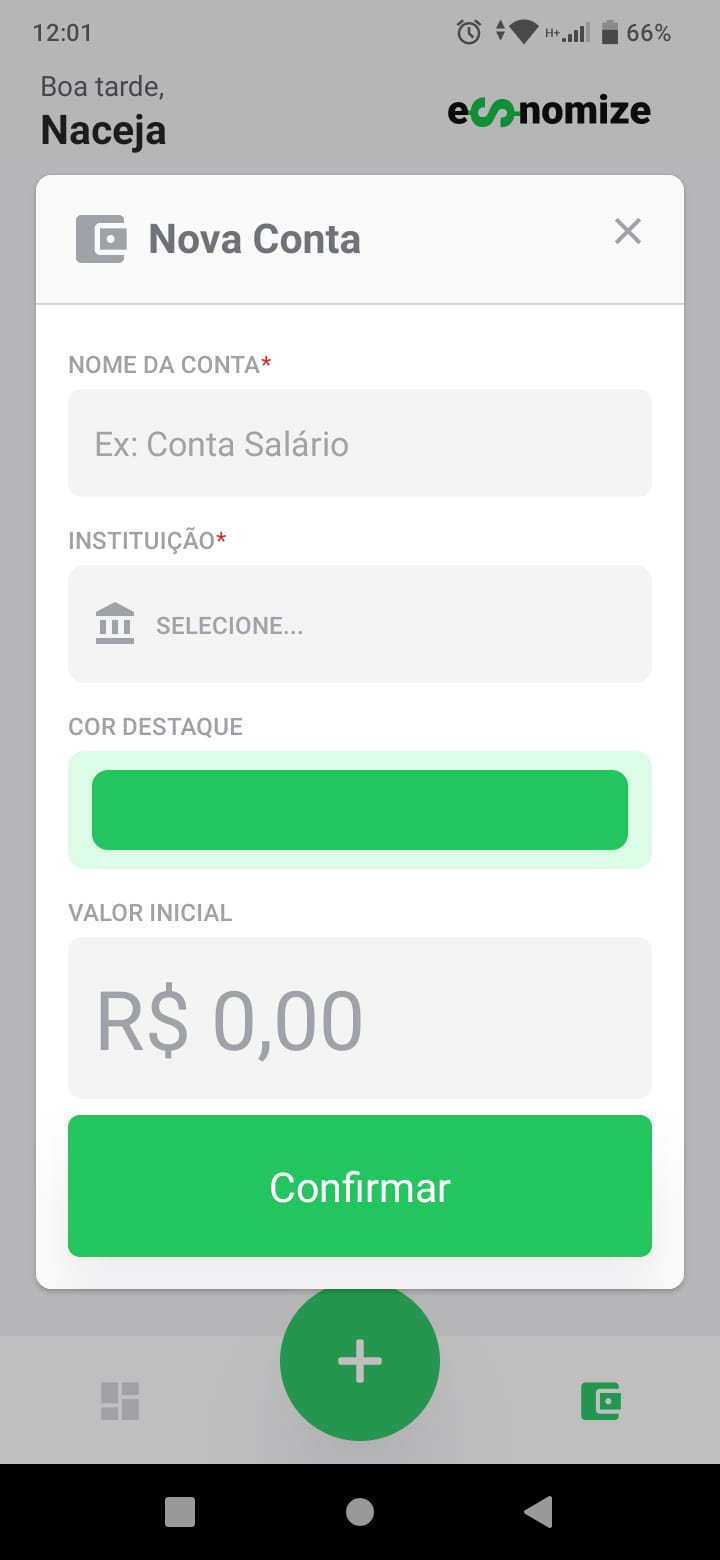 12:01
H+
66%
Boa tarde,
Naceja
economize
Nova Conta
NOME DA CONTA*
Ex: Conta Salário
INSTITUIÇÃO*
SELECIONE...
COR DESTAQUE
VALOR INICIAL
R$ 0,00
Confirmar